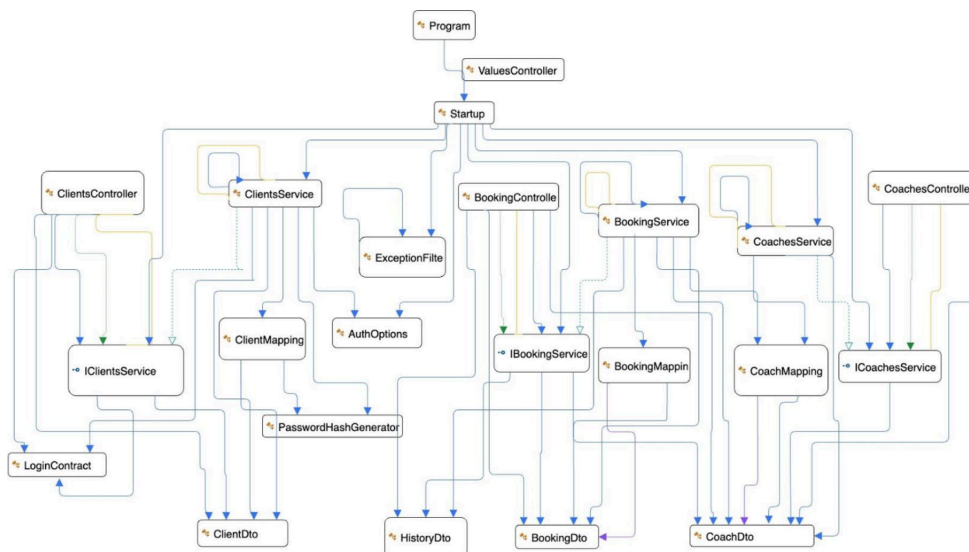 Program
ValuesController
Startup
ClientsController
ClientsService
BookingControlle
BookingService
CoachesControlle
CoachesService
ExceptionFilte
ClientMapping
AuthOptions
IClientsService
IBookingService
BookingMappin
CoachMapping
ICoachesService
PasswordHashGenerator
LoginContract
ClientDto
HistoryDto
BookingDto
CoachDto